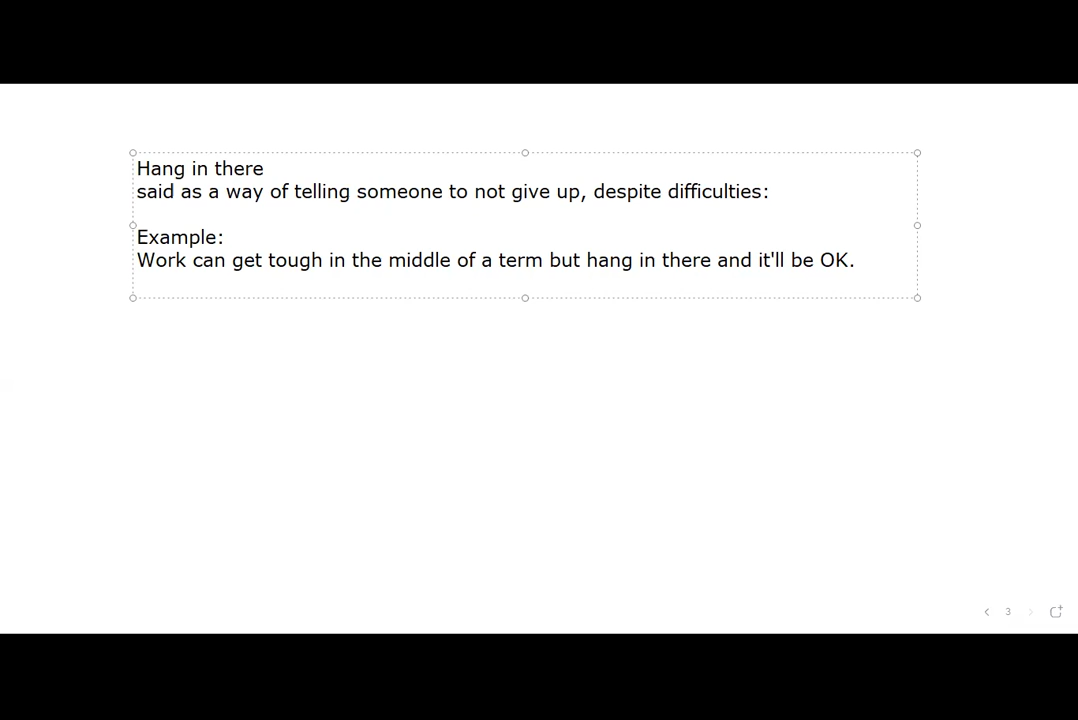 Hang in there
said as a way of telling someone to not give up, despite difficulties:
Example:
Work can get tough in the middle of a term but hang in there and it'll be OK.
3